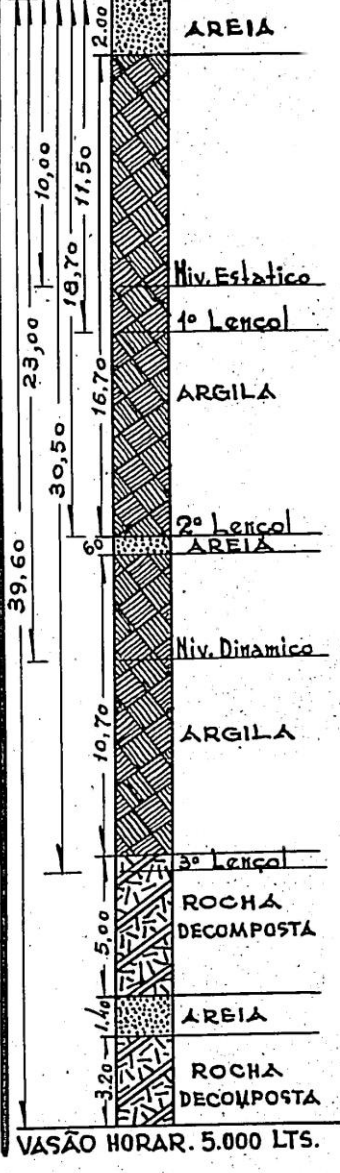 2.00
AREIA
10,00
11,50
18,70
23,00
16,70
30,50
39,60
Niv. Estatico
1º Lençol
ARGILA
2º Lençol
60
AREIA
Niv. Dinamico
10,70
ARGILA
3º Lençol
5,00
ROCHA
DECOMPOSTA
1.40
AREIA
3.20
ROCHA
DECOMPOSTA
VASÃO HORAR. 5.000 LTS.